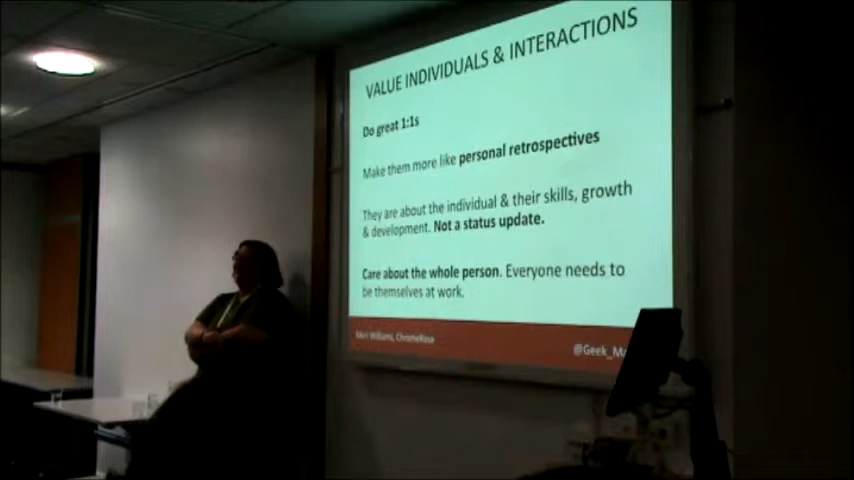 VALUE INDIVIDUALS & INTERACTIONS
Do great 1:1s
Make them more like personal retrospectives
They are about the individual & their skills, growth
& development. Not a status update.
Care about the whole person. Everyone needs to
be themselves at work.
Meri Williams, ChromeRose
@Geek_Ma